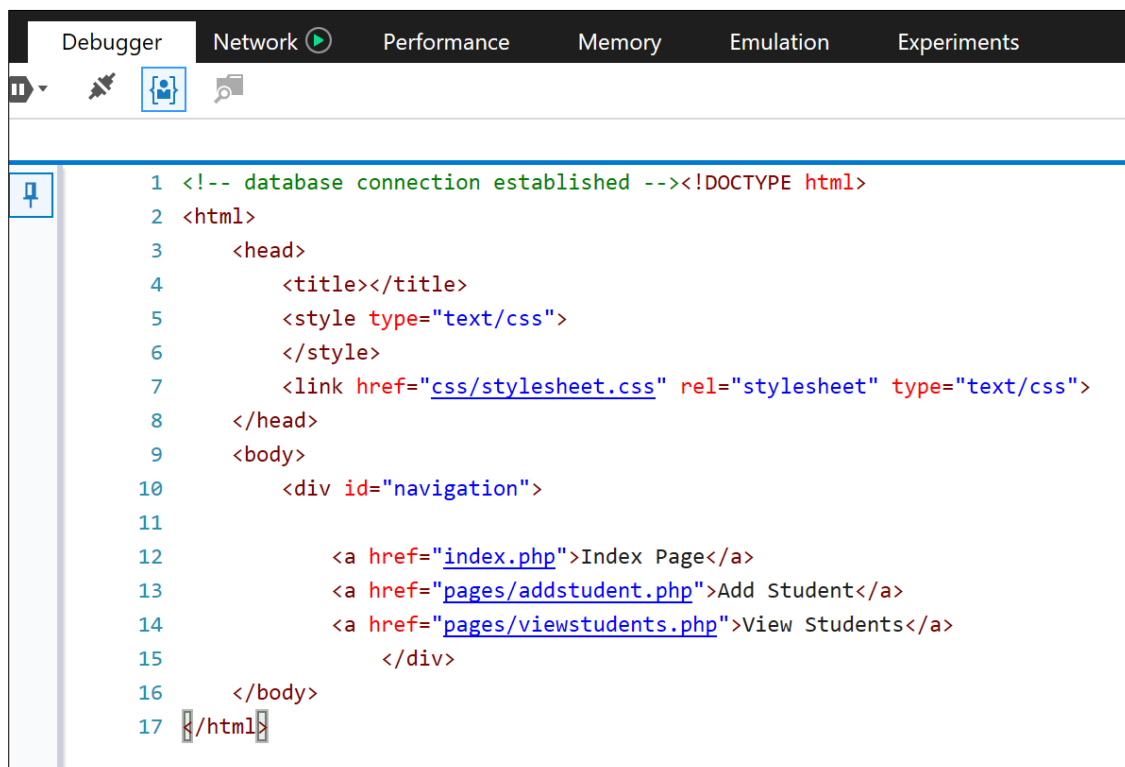 Debugger Network Performance Memory Emulation Experiments
1 <!-- database connection established --><!DOCTYPE html>
2 <html>
3     <head>
4         <title></title>
5         <style type="text/css">
6         </style>
7         <link href="css/stylesheet.css" rel="stylesheet" type="text/css">
8     </head>
9     <body>
10         <div id="navigation">
11
12             <a href="index.php">Index Page</a>
13             <a href="pages/addstudent.php">Add Student</a>
14             <a href="pages/viewstudents.php">View Students</a>
15                 </div>
16     </body>
17 </html>